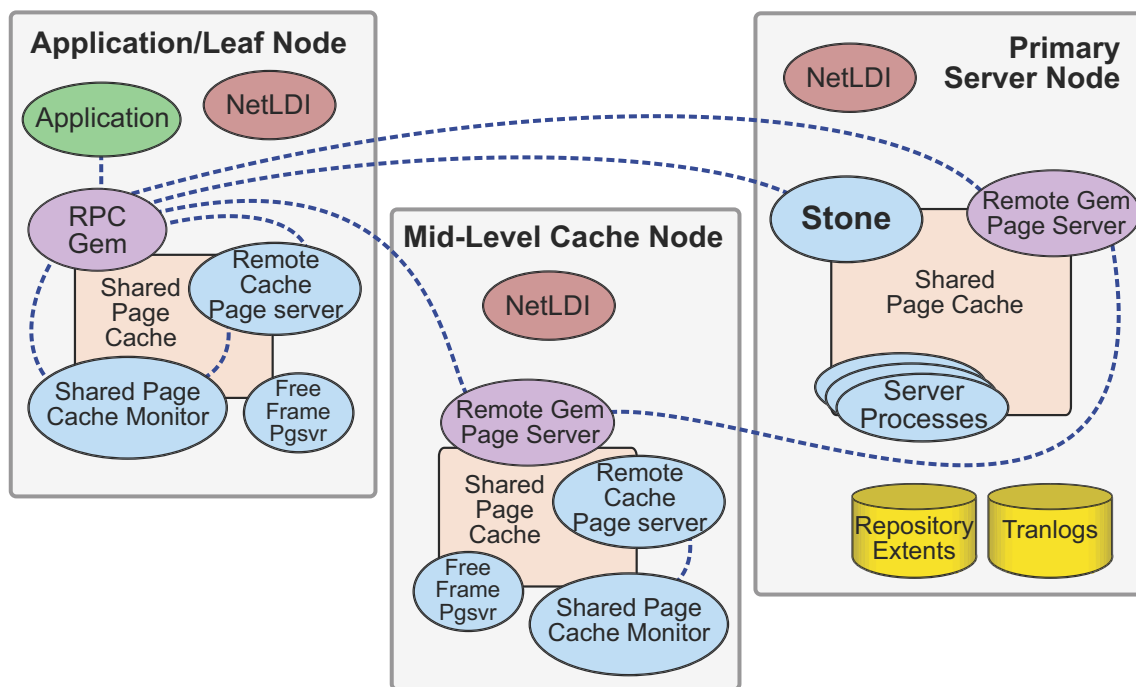 Application/Leaf Node
NetLDI
Application
RPC
Gem
Remote
Cache
Page server
Shared
Page
Cache
Shared Page
Cache Monitor
Free
Frame
Pgsvr
Mid-Level Cache Node
NetLDI
Remote Gem
Page Server
Shared
Page
Cache
Remote
Cache
Page server
Free
Frame
Pgsvr
Shared Page
Cache Monitor
Primary
Server Node
NetLDI
Stone
Remote Gem
Page Server
Shared
Page Cache
Server
Processes
Repository
Extents
Tranlogs